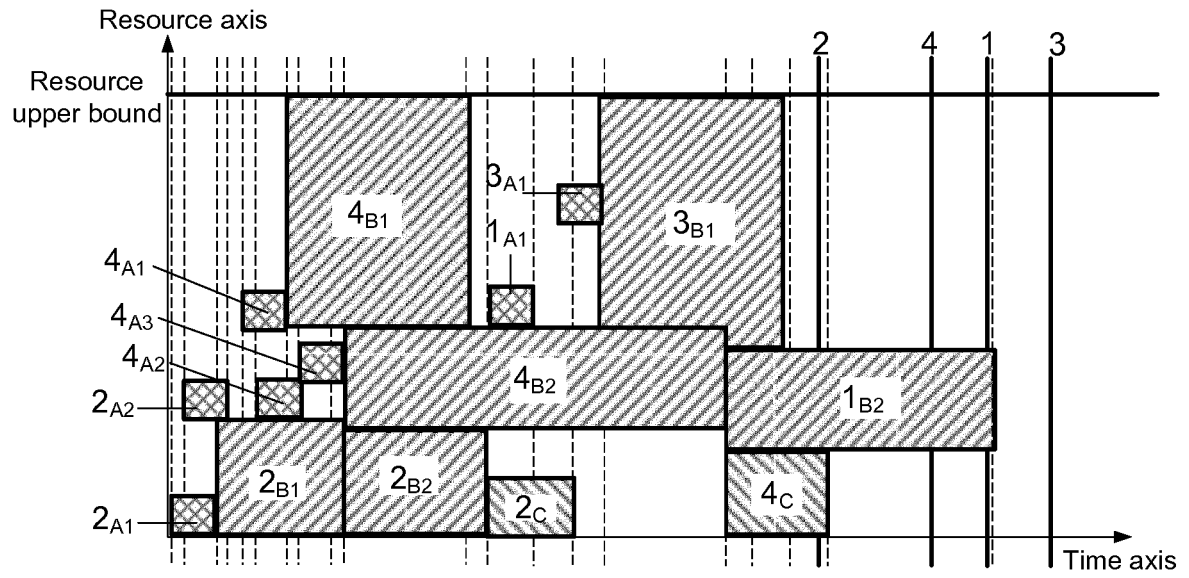 Resource axis
2 4 1 3
Resource
upper bound
3A1
4B1
3B1
1A1
4A1
4A3
4A2
4B2
1B2
2A2
2B1
2B2
2C
4C
2A1
Time axis